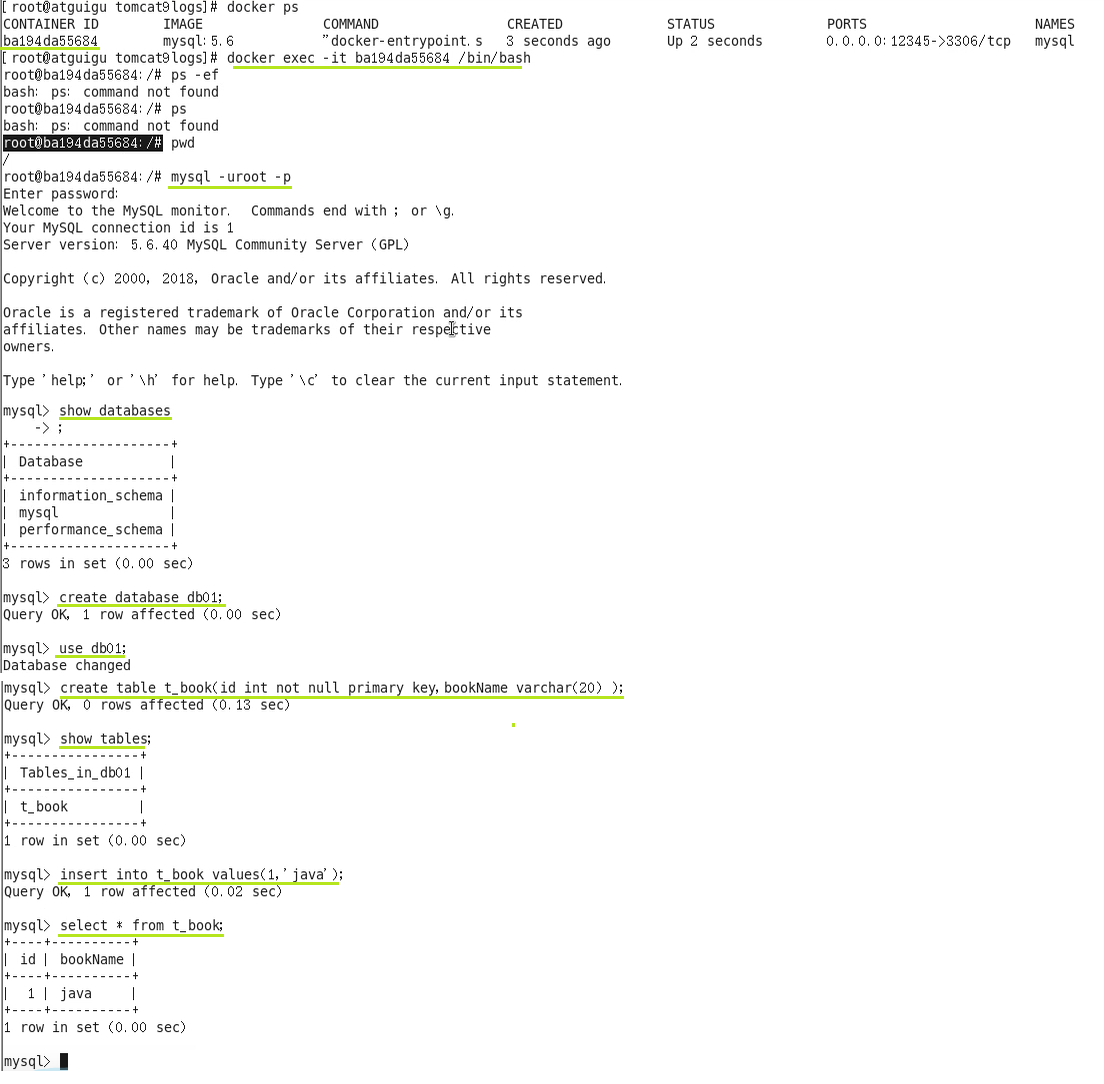 [root@atguigu tomcat9logs]# docker ps
CONTAINER ID        IMAGE               COMMAND                CREATED             STATUS              PORTS                     NAMES
ba194da55684        mysql:5.6           "docker-entrypoint.s   3 seconds ago       Up 2 seconds        0.0.0.0:12345->3306/tcp   mysql
[root@atguigu tomcat9logs]# docker exec -it ba194da55684 /bin/bash
root@ba194da55684:/# ps -ef
bash: ps: command not found
root@ba194da55684:/# ps
bash: ps: command not found
root@ba194da55684:/# pwd
/
root@ba194da55684:/# mysql -uroot -p
Enter password:
Welcome to the MySQL monitor.  Commands end with ; or \g.
Your MySQL connection id is 1
Server version: 5.6.40 MySQL Community Server (GPL)

Copyright (c) 2000, 2018, Oracle and/or its affiliates. All rights reserved.

Oracle is a registered trademark of Oracle Corporation and/or its
affiliates. Other names may be trademarks of their respective
owners.

Type 'help;' or '\h' for help. Type '\c' to clear the current input statement.

mysql> show databases
    -> ;
+--------------------+
| Database           |
+--------------------+
| information_schema |
| mysql              |
| performance_schema |
+--------------------+
3 rows in set (0.00 sec)

mysql> create database db01;
Query OK, 1 row affected (0.00 sec)

mysql> use db01;
Database changed
mysql> create table t_book(id int not null primary key,bookName varchar(20) );
Query OK, 0 rows affected (0.13 sec)

mysql> show tables;
+----------------+
| Tables_in_db01 |
+----------------+
| t_book         |
+----------------+
1 row in set (0.00 sec)

mysql> insert into t_book values(1,'java');
Query OK, 1 row affected (0.02 sec)

mysql> select * from t_book;
+----+----------+
| id | bookName |
+----+----------+
|  1 | java     |
+----+----------+
1 row in set (0.00 sec)

mysql>